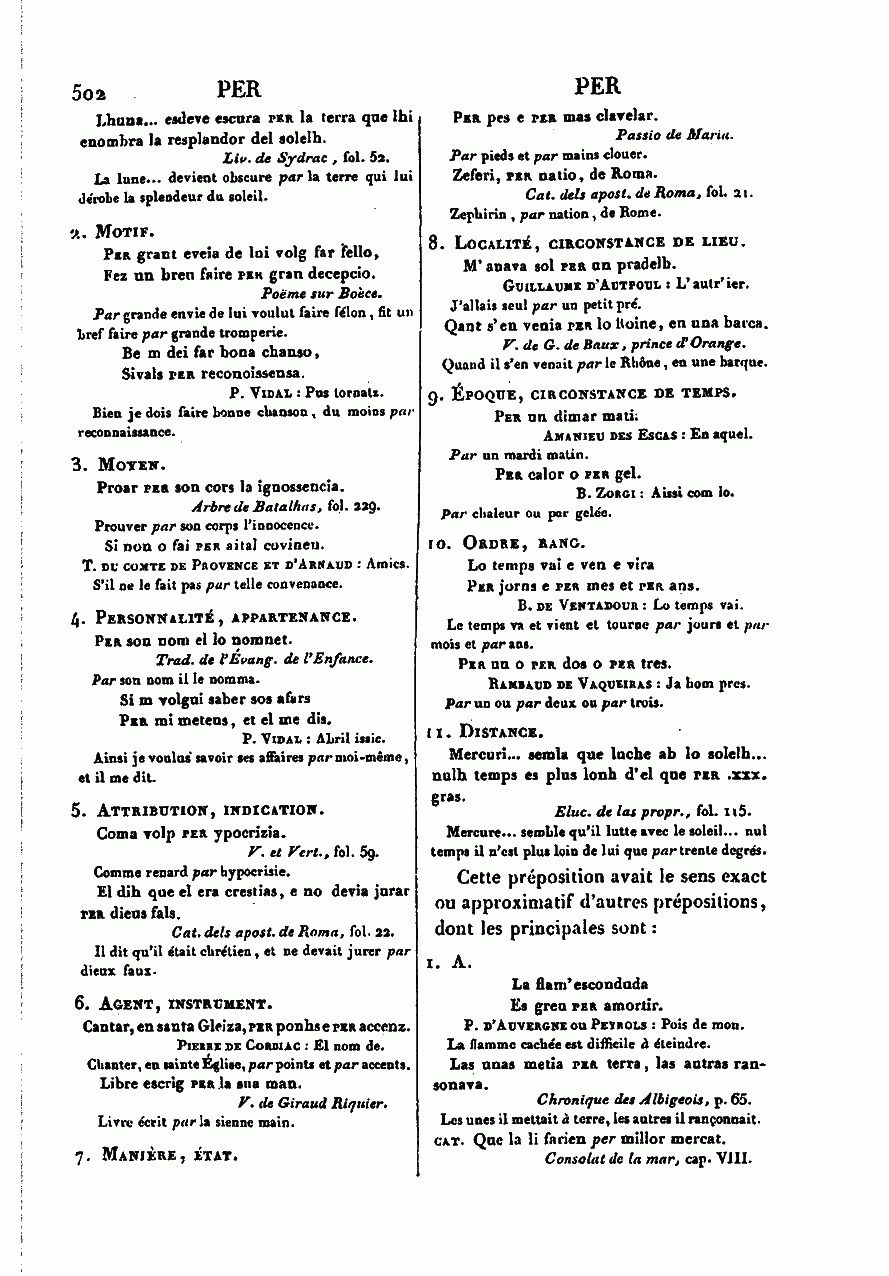 502 PER
Lhuna... esdeve escura PER la terra que lhi
enombra la resplandor del solelh.
Liv. de Sydrac, fol. 52.
La lune... devient obscure par la terre qui lui
dérobe la splendeur du soleil.
2. MOTIF.
PER grant eveia de lui volg far fello,
Fez un breu faire PER gran decepcio.
Poëme sur Boèce.
Par grande envie de lui voulut faire félon, fit un
bref faire par grande tromperie.
Be m dei far bona chanso,
Sivals PER reconoissensa.
P. VIDAL : Pus tornatz.
Bien je dois faire bonne chanson, du moins par
reconnaissance.
3. MOYEN.
Proar PER son cors la ignossencia.
Arbre de Batalhas, fol. 229.
Prouver par son corps l'innocence.
Si non o fai PER aital covinen.
T. DU COMTE DE PROVENCE ET D'ARNAUD : Amics.
S'il ne le fait pas par telle convenance.
4. PERSONNALITÉ, APPARTENANCE.
PER son nom el lo nomnet.
Trad. de l'Évang. de l'Enfance.
Par son nom il le nomma.
Si m volgui saber sos afars
PER mi meteus, et el me dis.
P. VIDAL : Abril issic.
Ainsi je voulus savoir ses affaires par moi-même,
et il me dit.
5. ATTRIBUTION, INDICATION.
Coma volp PER ypocrizia.
V. et Vert., fol. 59.
Comme renard par hypocrisie.
El dih que el era crestias, e no devia jurar
PER dieus fals.
Cat. dels apost. de Roma, fol. 22.
Il dit qu'il était chrétien, et ne devait jurer par
dieux faux.
6. AGENT, INSTRUMENT.
Cantar, en santa Gleiza, PER ponhs e PER accenz.
PIERRE DE CORBIAC : El nom de.
Chanter, en sainte Église, par points et par accents.
Libre escrig PER la sua man.
V. de Giraud Riquier.
Livre écrit par la sienne main.
7. MANIÈRE, ÉTAT.
PER
PER pes e PER mas clavelar.
Passio de Maria.
Par pieds et par mains clouer.
Zeferi, PER natio, de Roma.
Cat. dels apost. de Roma, fol. 21.
Zephirin, par nation, de Rome.
8. LOCALITÉ, CIRCONSTANCE DE LIEU.
M'anava sol PER un pradelh.
GUILLAUME D'AUTPOUL : L'autr'ier.
J'allais seul par un petit pré.
Qant s'en venia PER lo Roine, en una barca.
V. de G. de Baux, prince d'Orange.
Quand il s'en venait par le Rhône, en une barque.
9. ÉPOQUE, CIRCONSTANCE DE TEMPS.
PER un dimar mati.
AMANIEU DES ESCAS : En aquel.
Par un mardi matin.
PER calor o PER gel.
B. ZORGI : Aissi com lo.
Par chaleur ou par gelée.
10. ORDRE, RANG.
Lo temps vai e ven e vira
PER jorns e PER mes et PER ans.
B. DE VENTADOUR : Lo temps vai.
Le temps va et vient et tourne par jours et par
mois et par ans.
PER un o PER dos o PER tres.
RAMBAUD DE VAQUEIRAS : Ja hom pres.
Par un ou par deux ou par trois.
11. DISTANCE.
Mercuri... sembla que luche ab lo solelh...
nulh temps es plus lonh d'el que PER .XXX.
gras.
Eluc. de las propr., fol. 115.
Mercure... semble qu'il lutte avec le soleil... nul
temps il n'est plus loin de lui que par trente degrés.
Cette préposition avait le sens exact
ou approximatif d'autres prépositions,
dont les principales sont :
1. A.
La flam' esconduda
Es greu PER amortir.
P. D'AUVERGNE ou PEYROLS : Pois de mon.
La flamme cachée est difficile à éteindre.
Las unas metia PER terra, las autras ran-
sonava.
Chronique des Albigeois, p. 65.
Les unes il mettait à terre, les autres il rançonnait.
CAT. Que la li farien per millor mercat.
Consolat de la mar, cap. VIII.